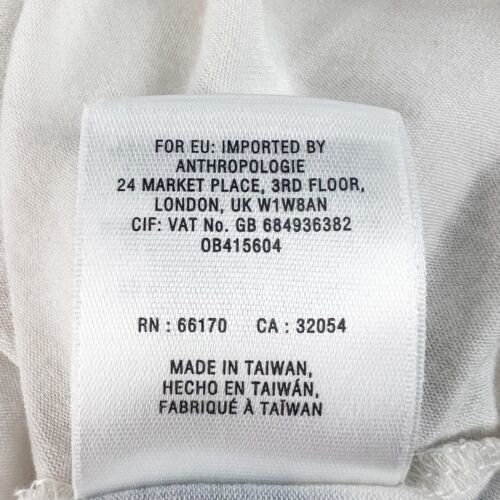 FOR EU: IMPORTED BY
ANTHROPOLOGIE
24 MARKET PLACE, 3RD FLOOR,
LONDON, UK W1W8AN
CIF: VAT No. GB 684936382
OB415604
RN : 66170 CA : 32054
MADE IN TAIWAN,
HECHO EN TAIWÁN,
FABRIQUÉ À TAÏWAN